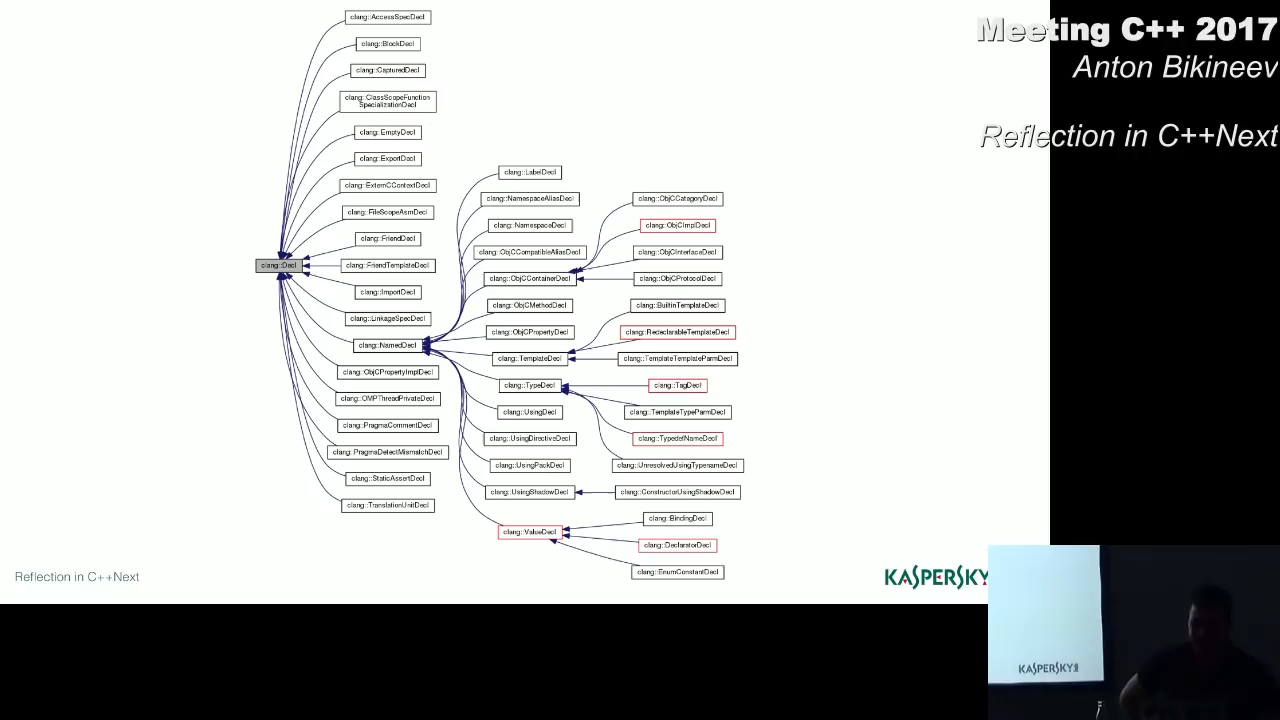 Meeting C++ 2017
Anton Bikineev
Reflection in C++Next
clang::Decl
clang::AccessSpecDecl
clang::BlockDecl
clang::CapturedDecl
clang::ClassScopeFunction
SpecializationDecl
clang::EmptyDecl
clang::ExportDecl
clang::ExternCContextDecl
clang::FileScopeAsmDecl
clang::FriendDecl
clang::FriendTemplateDecl
clang::ImportDecl
clang::LinkageSpecDecl
clang::NamedDecl
clang::ObjCPropertyImplDecl
clang::OMPThreadPrivateDecl
clang::PragmaCommentDecl
clang::PragmaDetectMismatchDecl
clang::StaticAssertDecl
clang::TranslationUnitDecl
clang::LabelDecl
clang::NamespaceAliasDecl
clang::NamespaceDecl
clang::ObjCCompatibleAliasDecl
clang::ObjCContainerDecl
clang::ObjCMethodDecl
clang::ObjCPropertyDecl
clang::TemplateDecl
clang::TypeDecl
clang::UsingDecl
clang::UsingDirectiveDecl
clang::UsingPackDecl
clang::UsingShadowDecl
clang::ValueDecl
clang::ObjCCategoryDecl
clang::ObjCImplDecl
clang::ObjCInterfaceDecl
clang::ObjCProtocolDecl
clang::BuiltinTemplateDecl
clang::RedeclarableTemplateDecl
clang::TemplateTemplateParmDecl
clang::TagDecl
clang::TemplateTypeParmDecl
clang::TypedefNameDecl
clang::UnresolvedUsingTypenameDecl
clang::ConstructorUsingShadowDecl
clang::BindingDecl
clang::DeclaratorDecl
clang::EnumConstantDecl
Reflection in C++Next
KASPERSKY
KASPERSKY